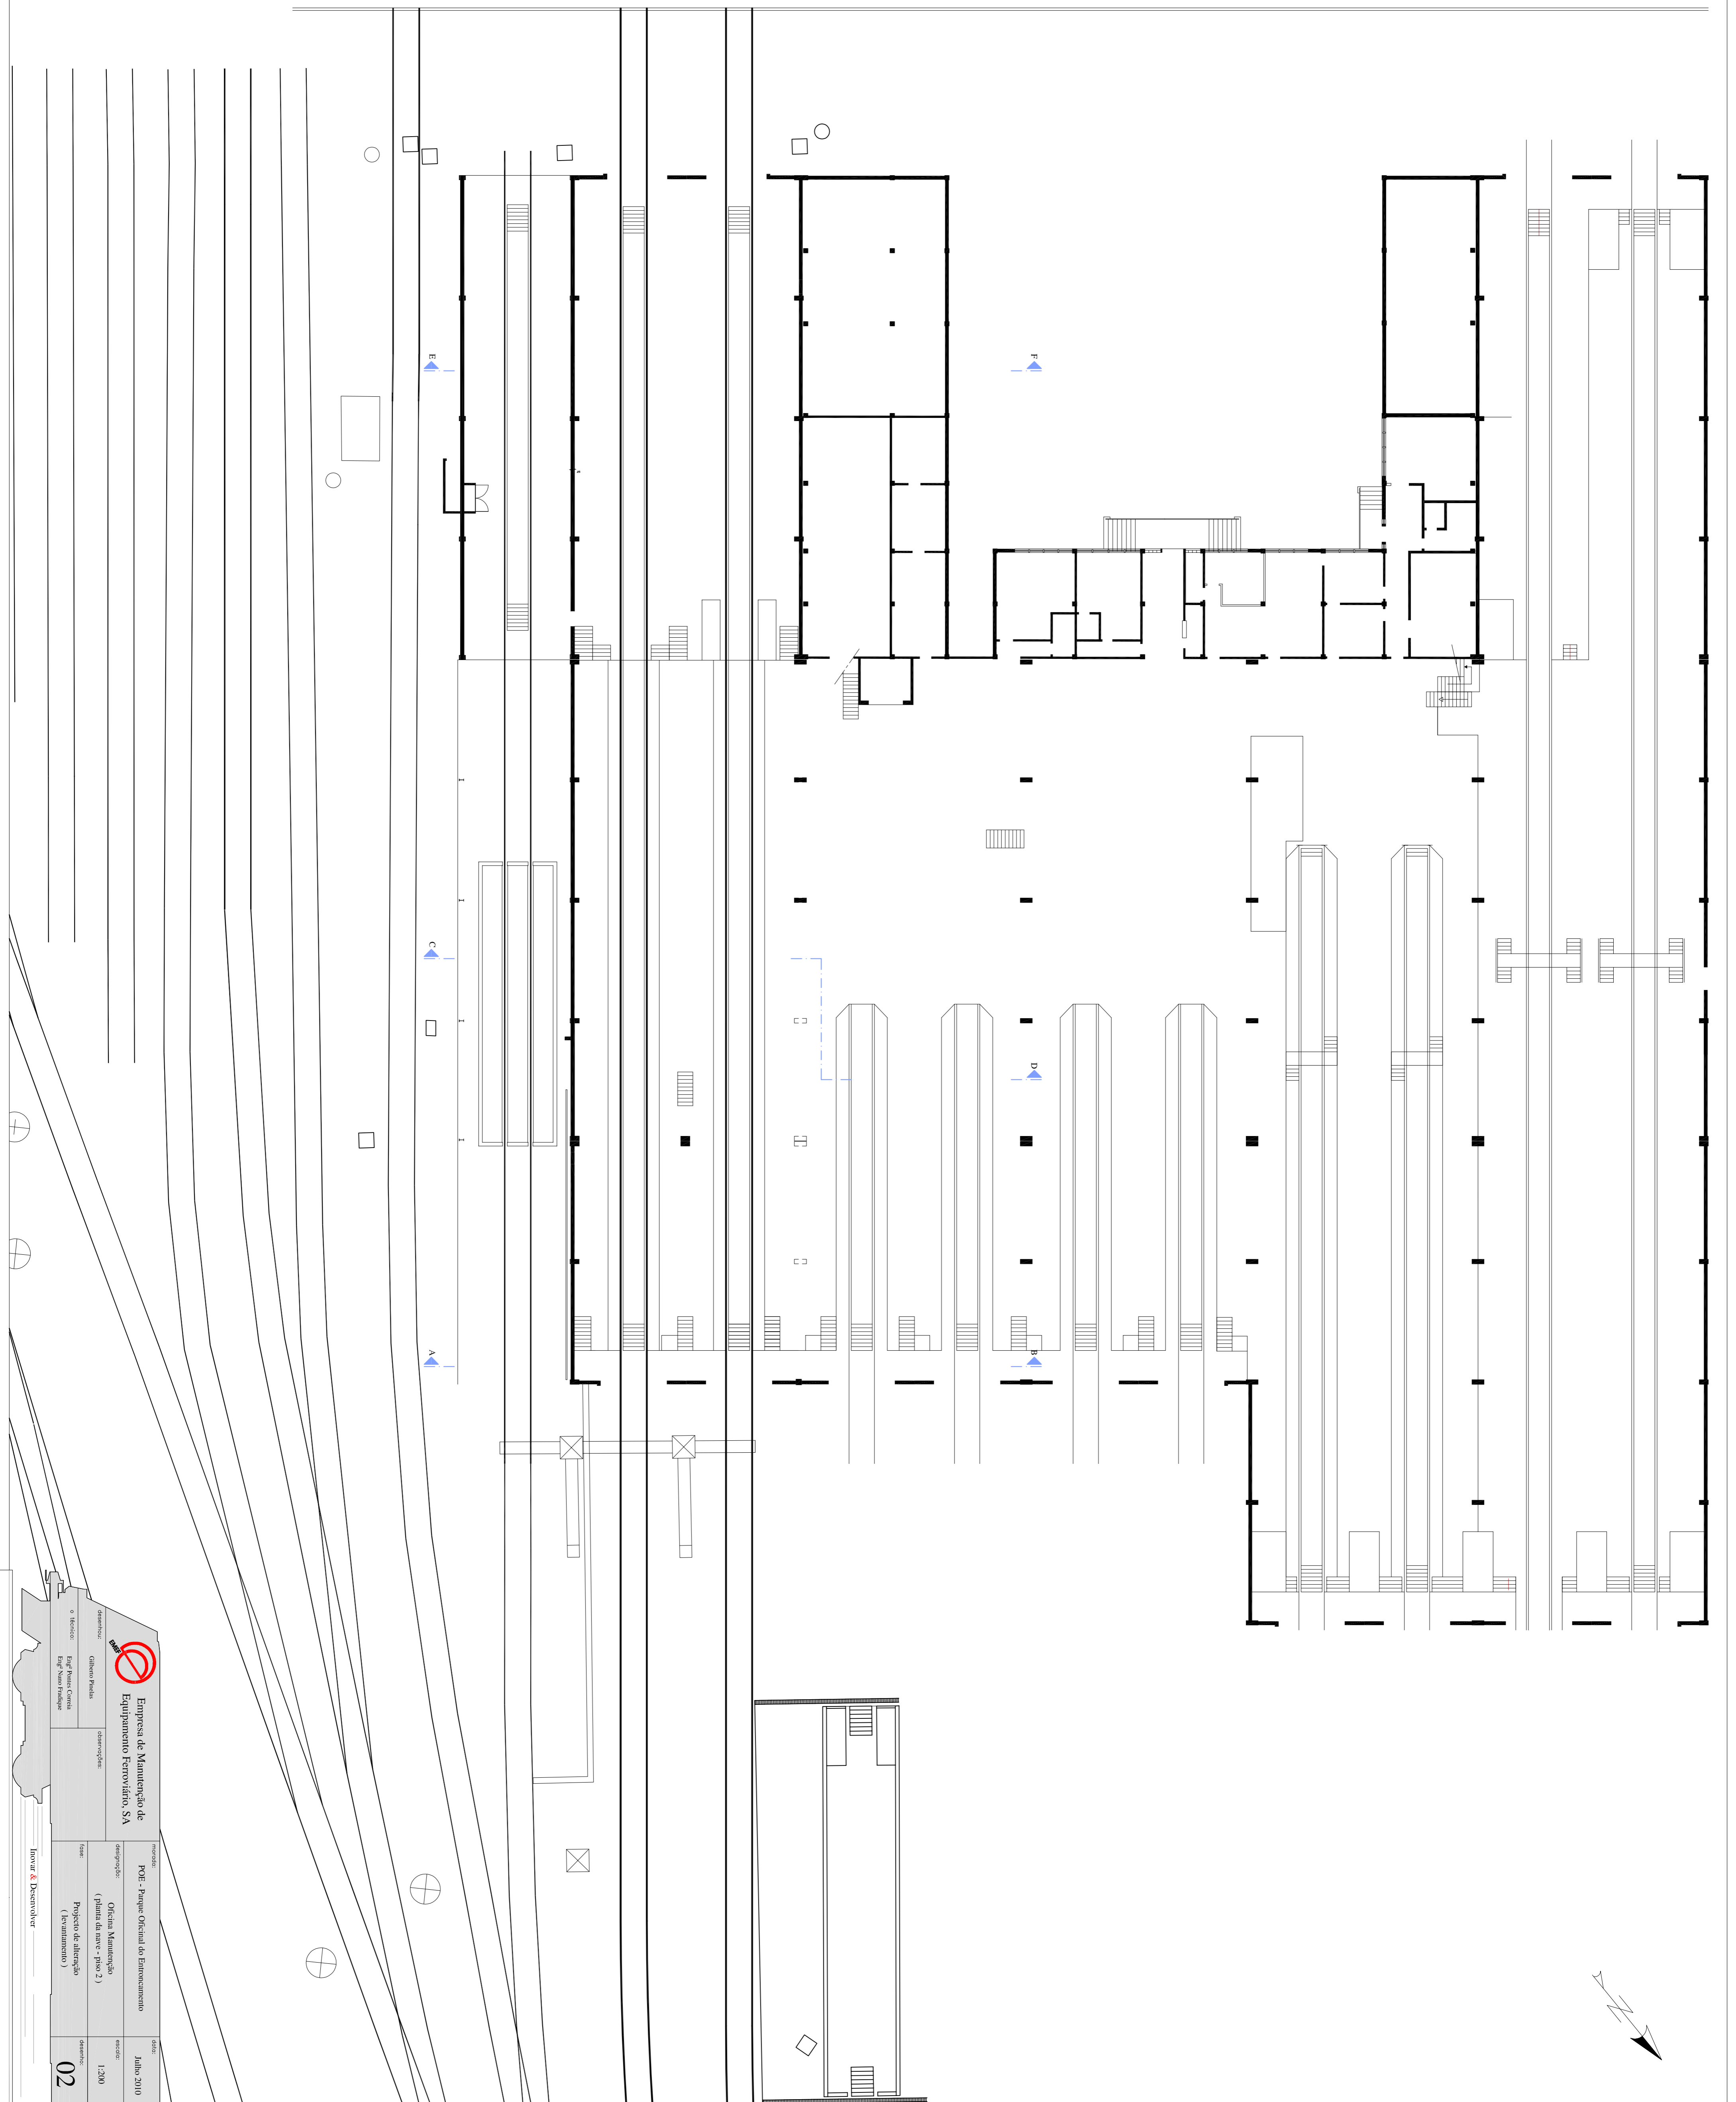 E
F
C
D
A
B
EMEF
Empresa de Manutenção de
Equipamento Ferroviário, SA
desenhou:
Gilberto Pinelas
o técnico:
Engº Pontes Correia
Engº Nuno Fradique
observações:
morada:
POE - Parque Oficinal do Entroncamento
designação:
Oficina Manutenção
( planta da nave - piso 2 )
fase:
Projecto de alteração
( levantamento )
data:
Julho 2010
escala:
1:200
desenho:
02
Inovar & Desenvolver